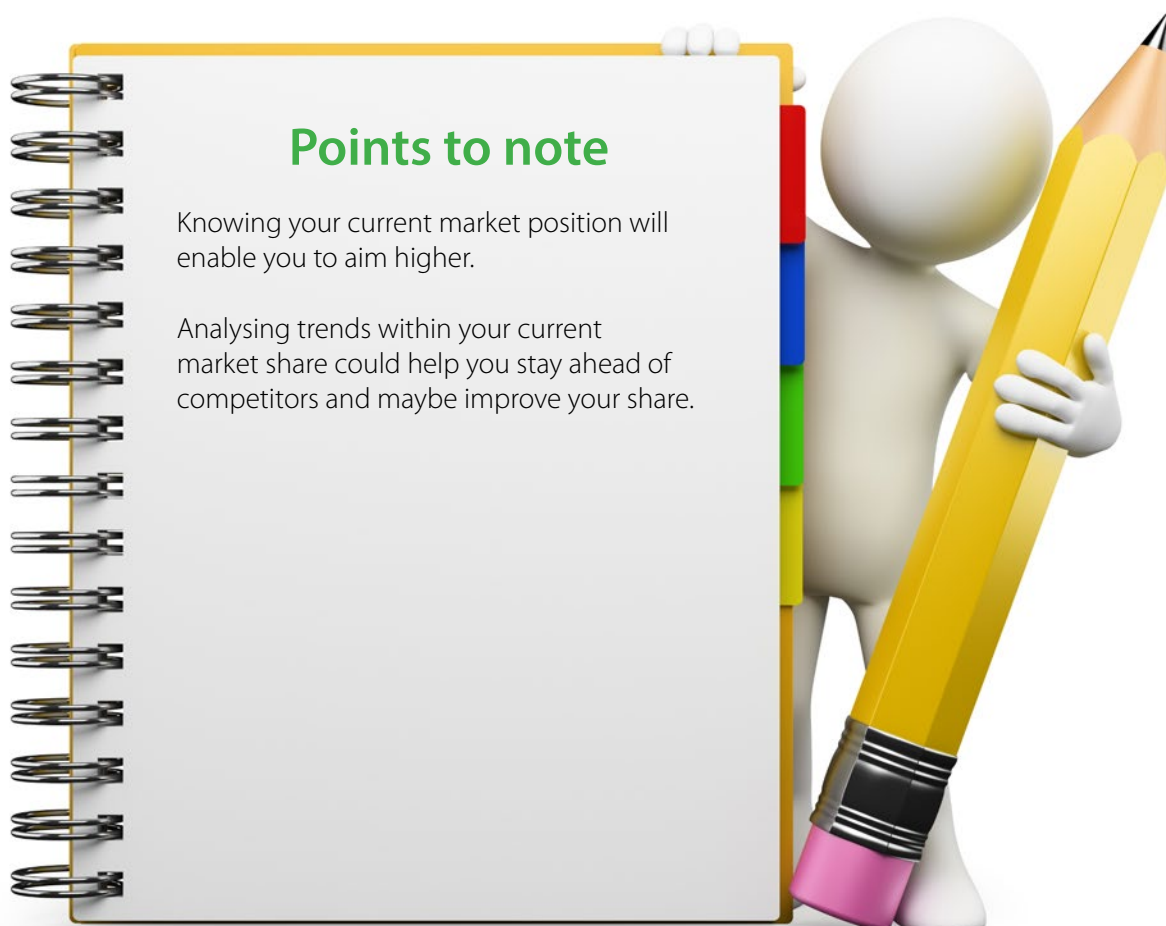 Points to note
Knowing your current market position will
enable you to aim higher.
Analysing trends within your current
market share could help you stay ahead of
competitors and maybe improve your share.